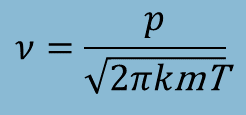 ν = p / √2πkmT